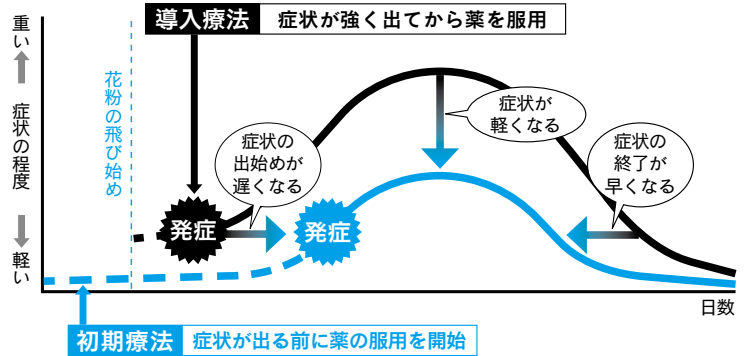 導入療法 症状が強く出てから薬を服用
重い
症状の程度
軽い
花粉の飛び始め
症状の
出始めが
遅くなる
症状が
軽くなる
症状の
終了が
早くなる
発症
発症
日数
初期療法 症状が出る前に薬の服用を開始